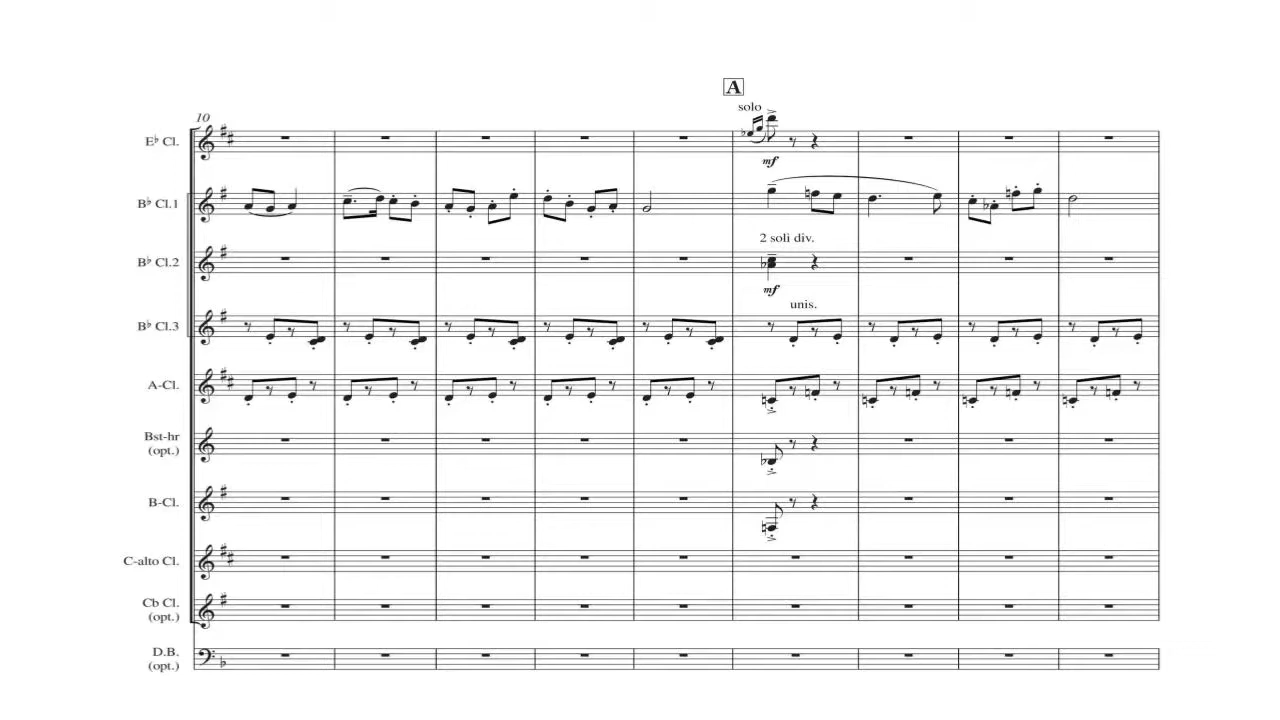 A
solo
10
E♭ Cl.
mf
B♭ Cl.1
2 soli div.
B♭ Cl.2
mf
unis.
B♭ Cl.3
A-Cl.
Bst-hr
(opt.)
B-Cl.
C-alto Cl.
Cb Cl.
(opt.)
D.B.
(opt.)